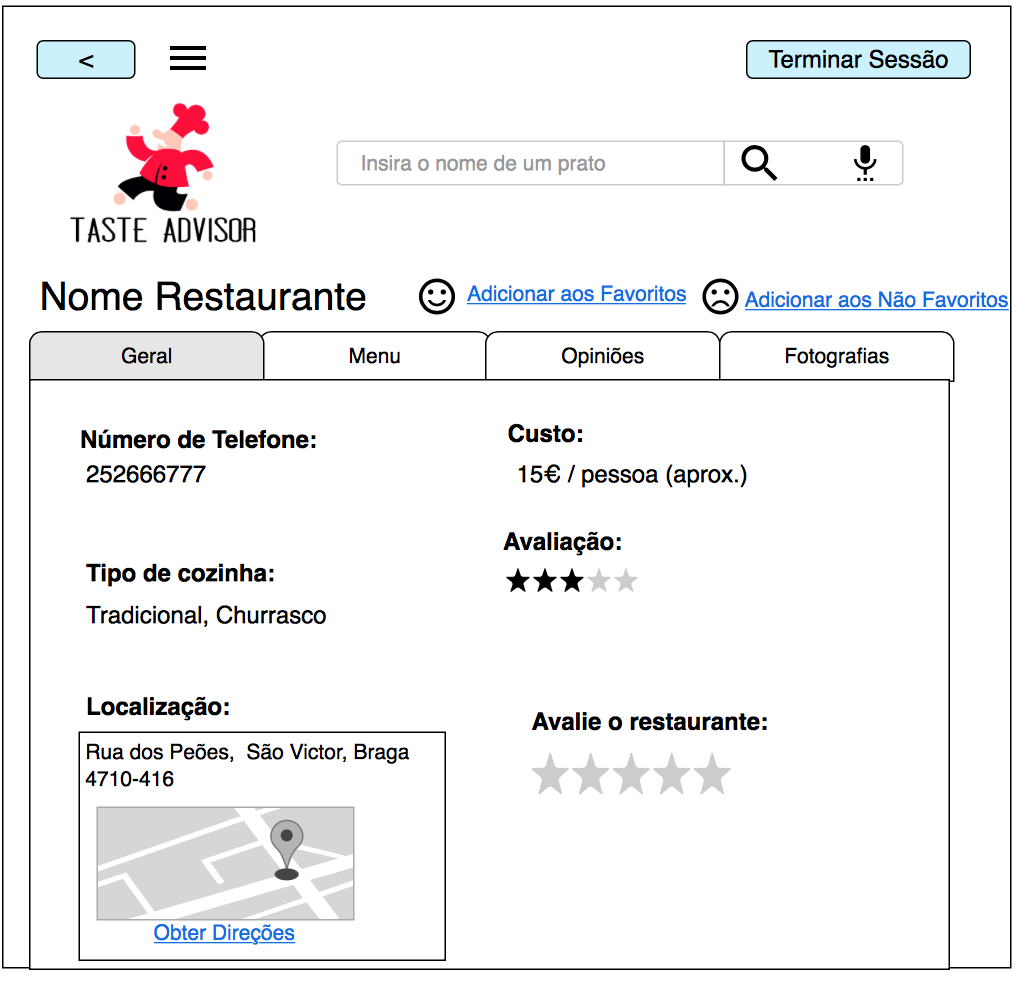 <
Terminar Sessão
Insira o nome de um prato
TASTE ADVISOR
Nome Restaurante
Adicionar aos Favoritos
Adicionar aos Não Favoritos
Geral
Menu
Opiniões
Fotografias
Número de Telefone:
252666777
Custo:
15€ / pessoa (aprox.)
Avaliação:
Tipo de cozinha:
Tradicional, Churrasco
Localização:
Rua dos Peões,  São Victor, Braga
4710-416
Obter Direções
Avalie o restaurante: